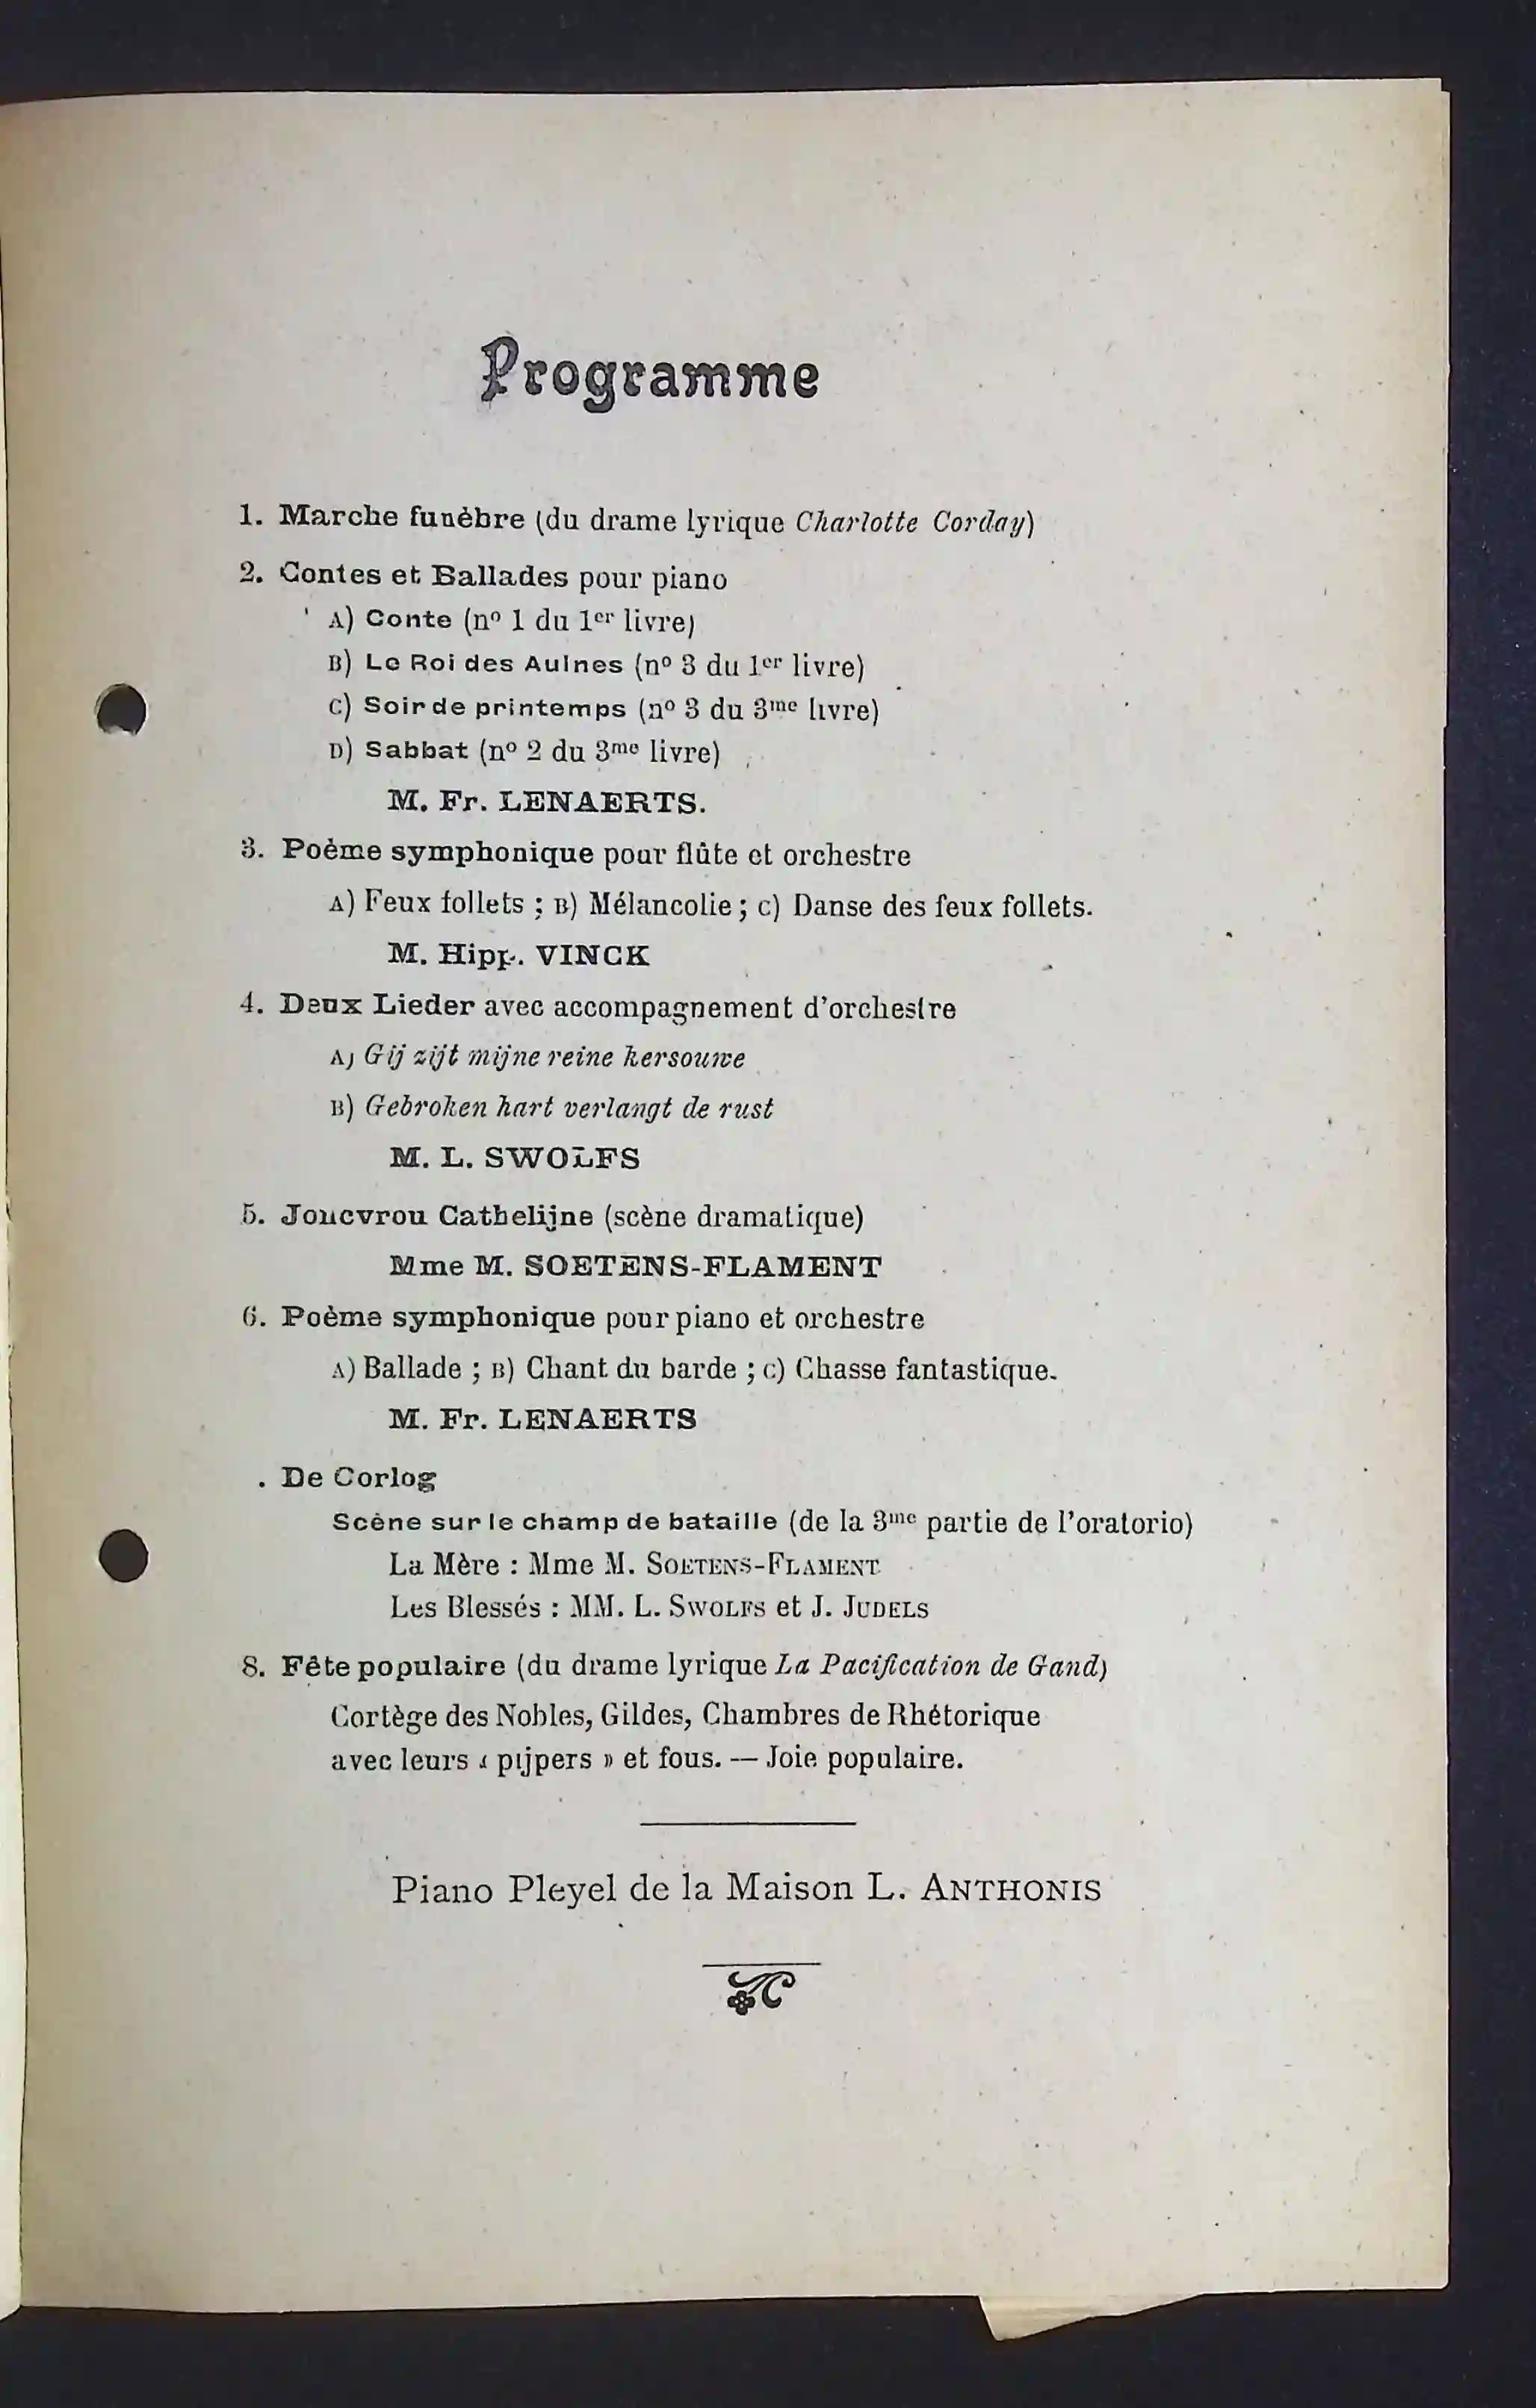 Programme
1. Marche funèbre (du drame lyrique Charlotte Corday)
2. Contes et Ballades pour piano
A) Conte (nº 1 du 1er livre)
B) Le Roi des Aulnes (nº 3 du 1er livre)
C) Soir de printemps (nº 3 du 3me livre)
D) Sabbat (nº 2 du 3me livre)
M. Fr. LENAERTS.
3. Poème symphonique pour flûte et orchestre
A) Feux follets ; B) Mélancolie ; C) Danse des feux follets.
M. Hipp. VINCK
4. Deux Lieder avec accompagnement d'orchestre
A) Gij zijt mijne reine kersouwe
B) Gebroken hart verlangt de rust
M. L. SWOLFS
5. Joncvrou Cathelijne (scène dramatique)
Mme M. SOETENS-FLAMENT
6. Poème symphonique pour piano et orchestre
A) Ballade ; B) Chant du barde ; C) Chasse fantastique.
M. Fr. LENAERTS
. De Corlog
Scène sur le champ de bataille (de la 3me partie de l'oratorio)
La Mère : Mme M. SOETENS-FLAMENT
Les Blessés : MM. L. SWOLFS et J. JUDELS
8. Fête populaire (du drame lyrique La Pacification de Gand)
Cortège des Nobles, Gildes, Chambres de Rhétorique
avec leurs « pijpers » et fous. — Joie populaire.
Piano Pleyel de la Maison L. ANTHONIS